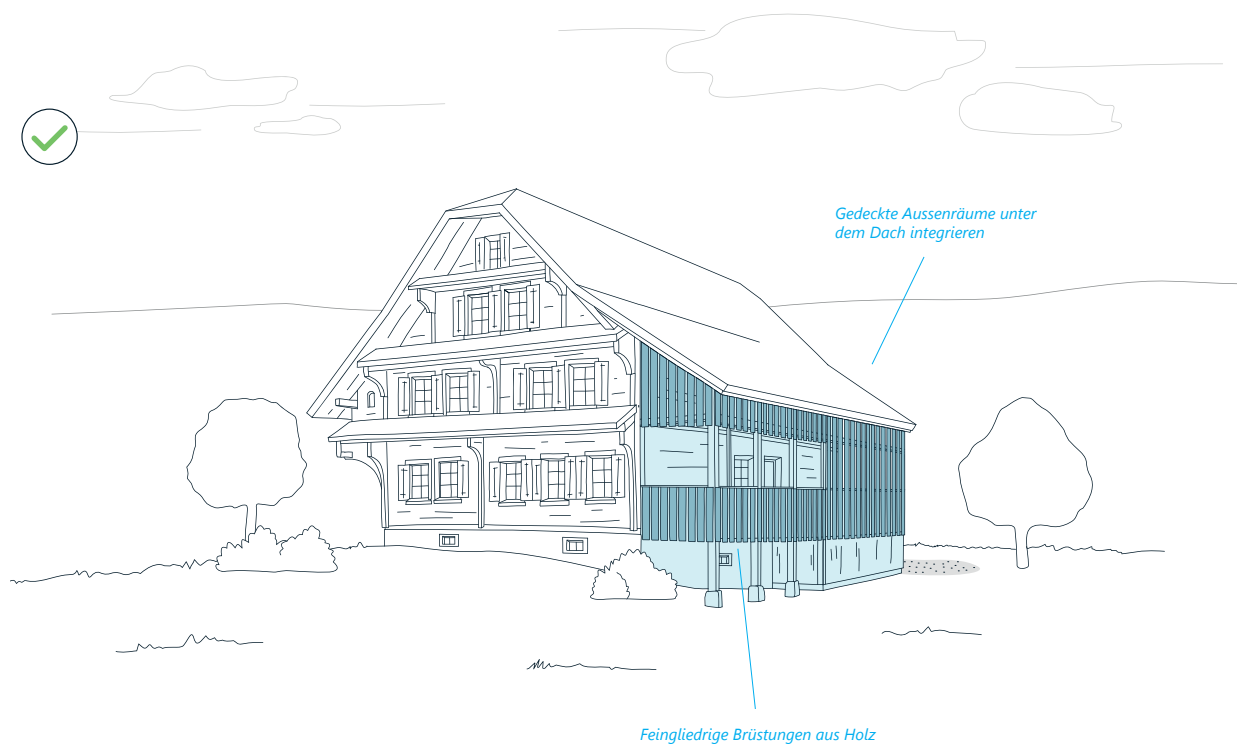 Gedeckte Aussenräume unter
dem Dach integrieren
Feingliedrige Brüstungen aus Holz